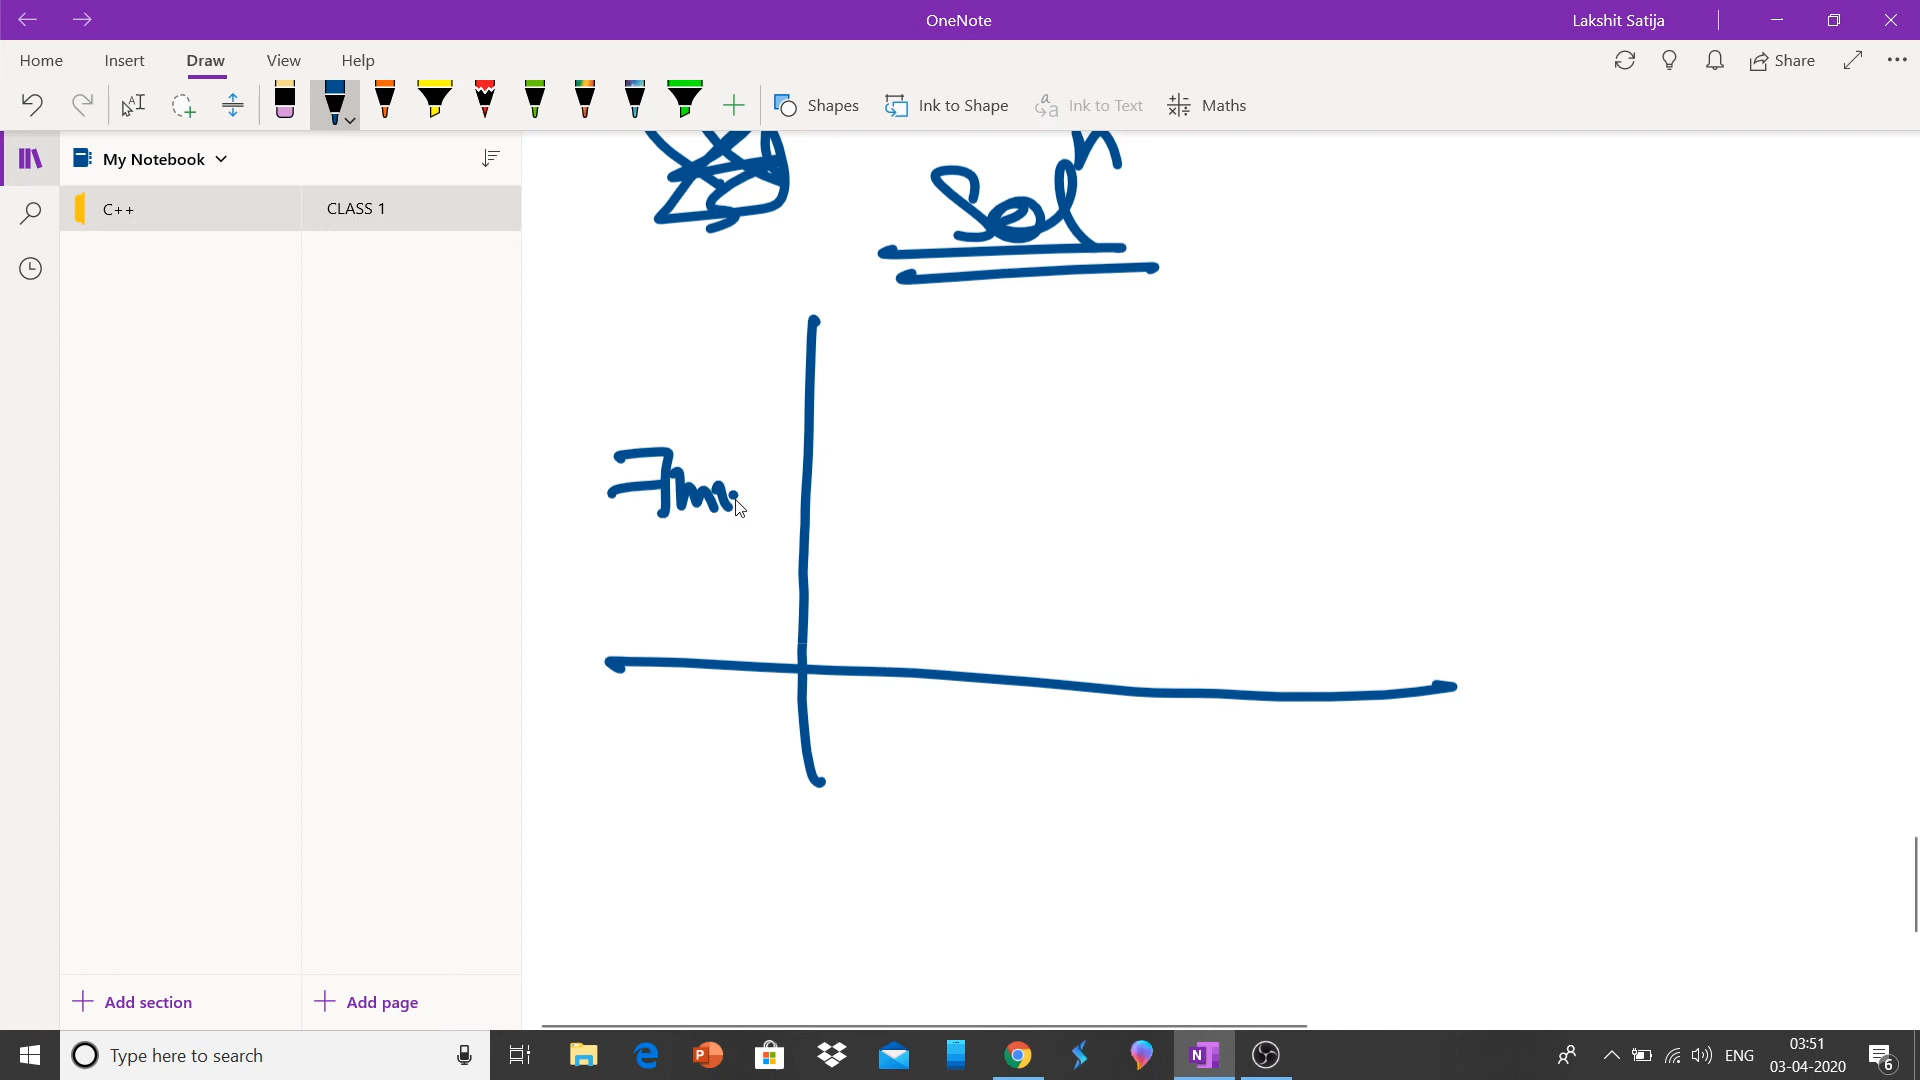 OneNote
Lakshit Satija
Home Insert Draw View Help
Share
Shapes Ink to Shape Ink to Text Maths
My Notebook
C++ CLASS 1
Sol n
Add section Add page
Type here to search
ENG
03:51
03-04-2020
6